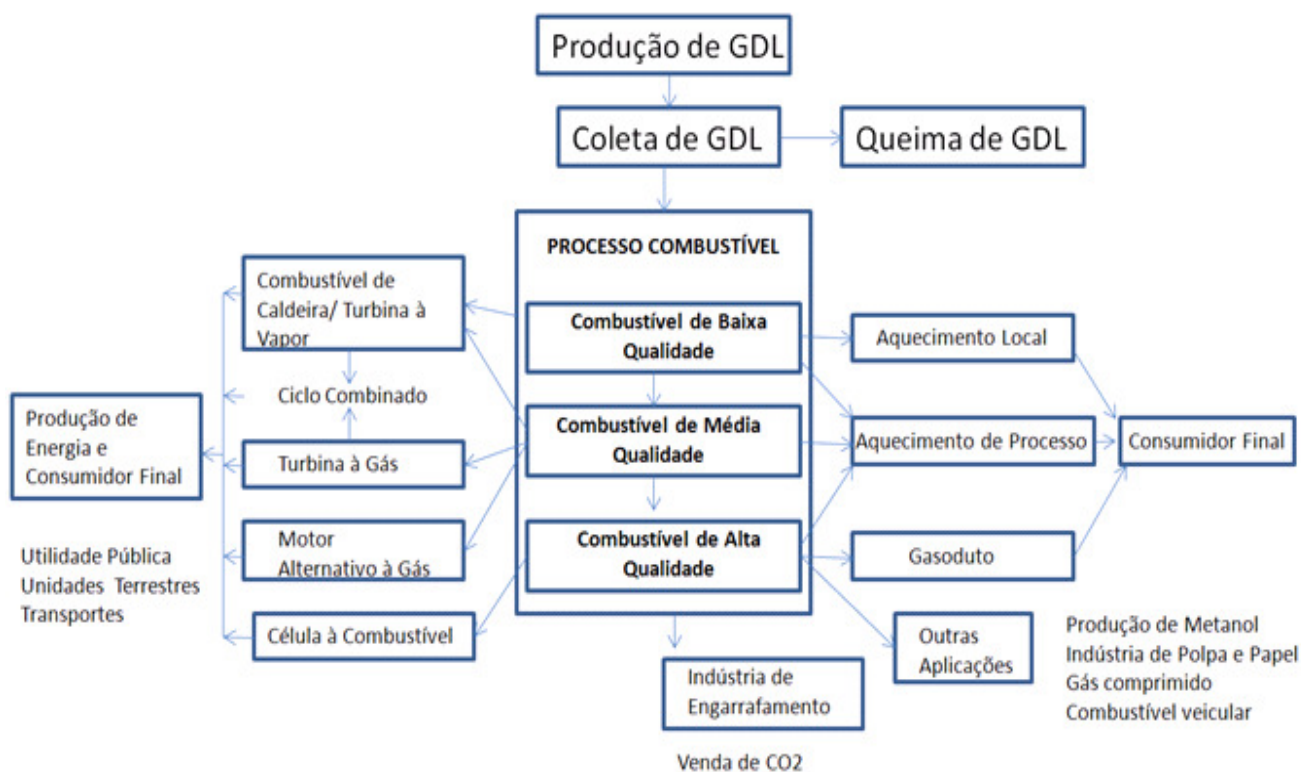 Produção de GDL
Coleta de GDL
Queima de GDL
PROCESSO COMBUSTÍVEL
Combustível de Baixa
Qualidade
Combustível de Média
Qualidade
Combustível de Alta
Qualidade
Combustível de
Caldeira/ Turbina à
Vapor
Ciclo Combinado
Turbina à Gás
Motor
Alternativo à Gás
Célula à Combustível
Produção de
Energia e
Consumidor Final
Utilidade Pública
Unidades Terrestres
Transportes
Aquecimento Local
Aquecimento de Processo
Consumidor Final
Gasoduto
Outras
Aplicações
Produção de Metanol
Indústria de Polpa e Papel
Gás comprimido
Combustível veicular
Indústria de
Engarrafamento
Venda de CO2